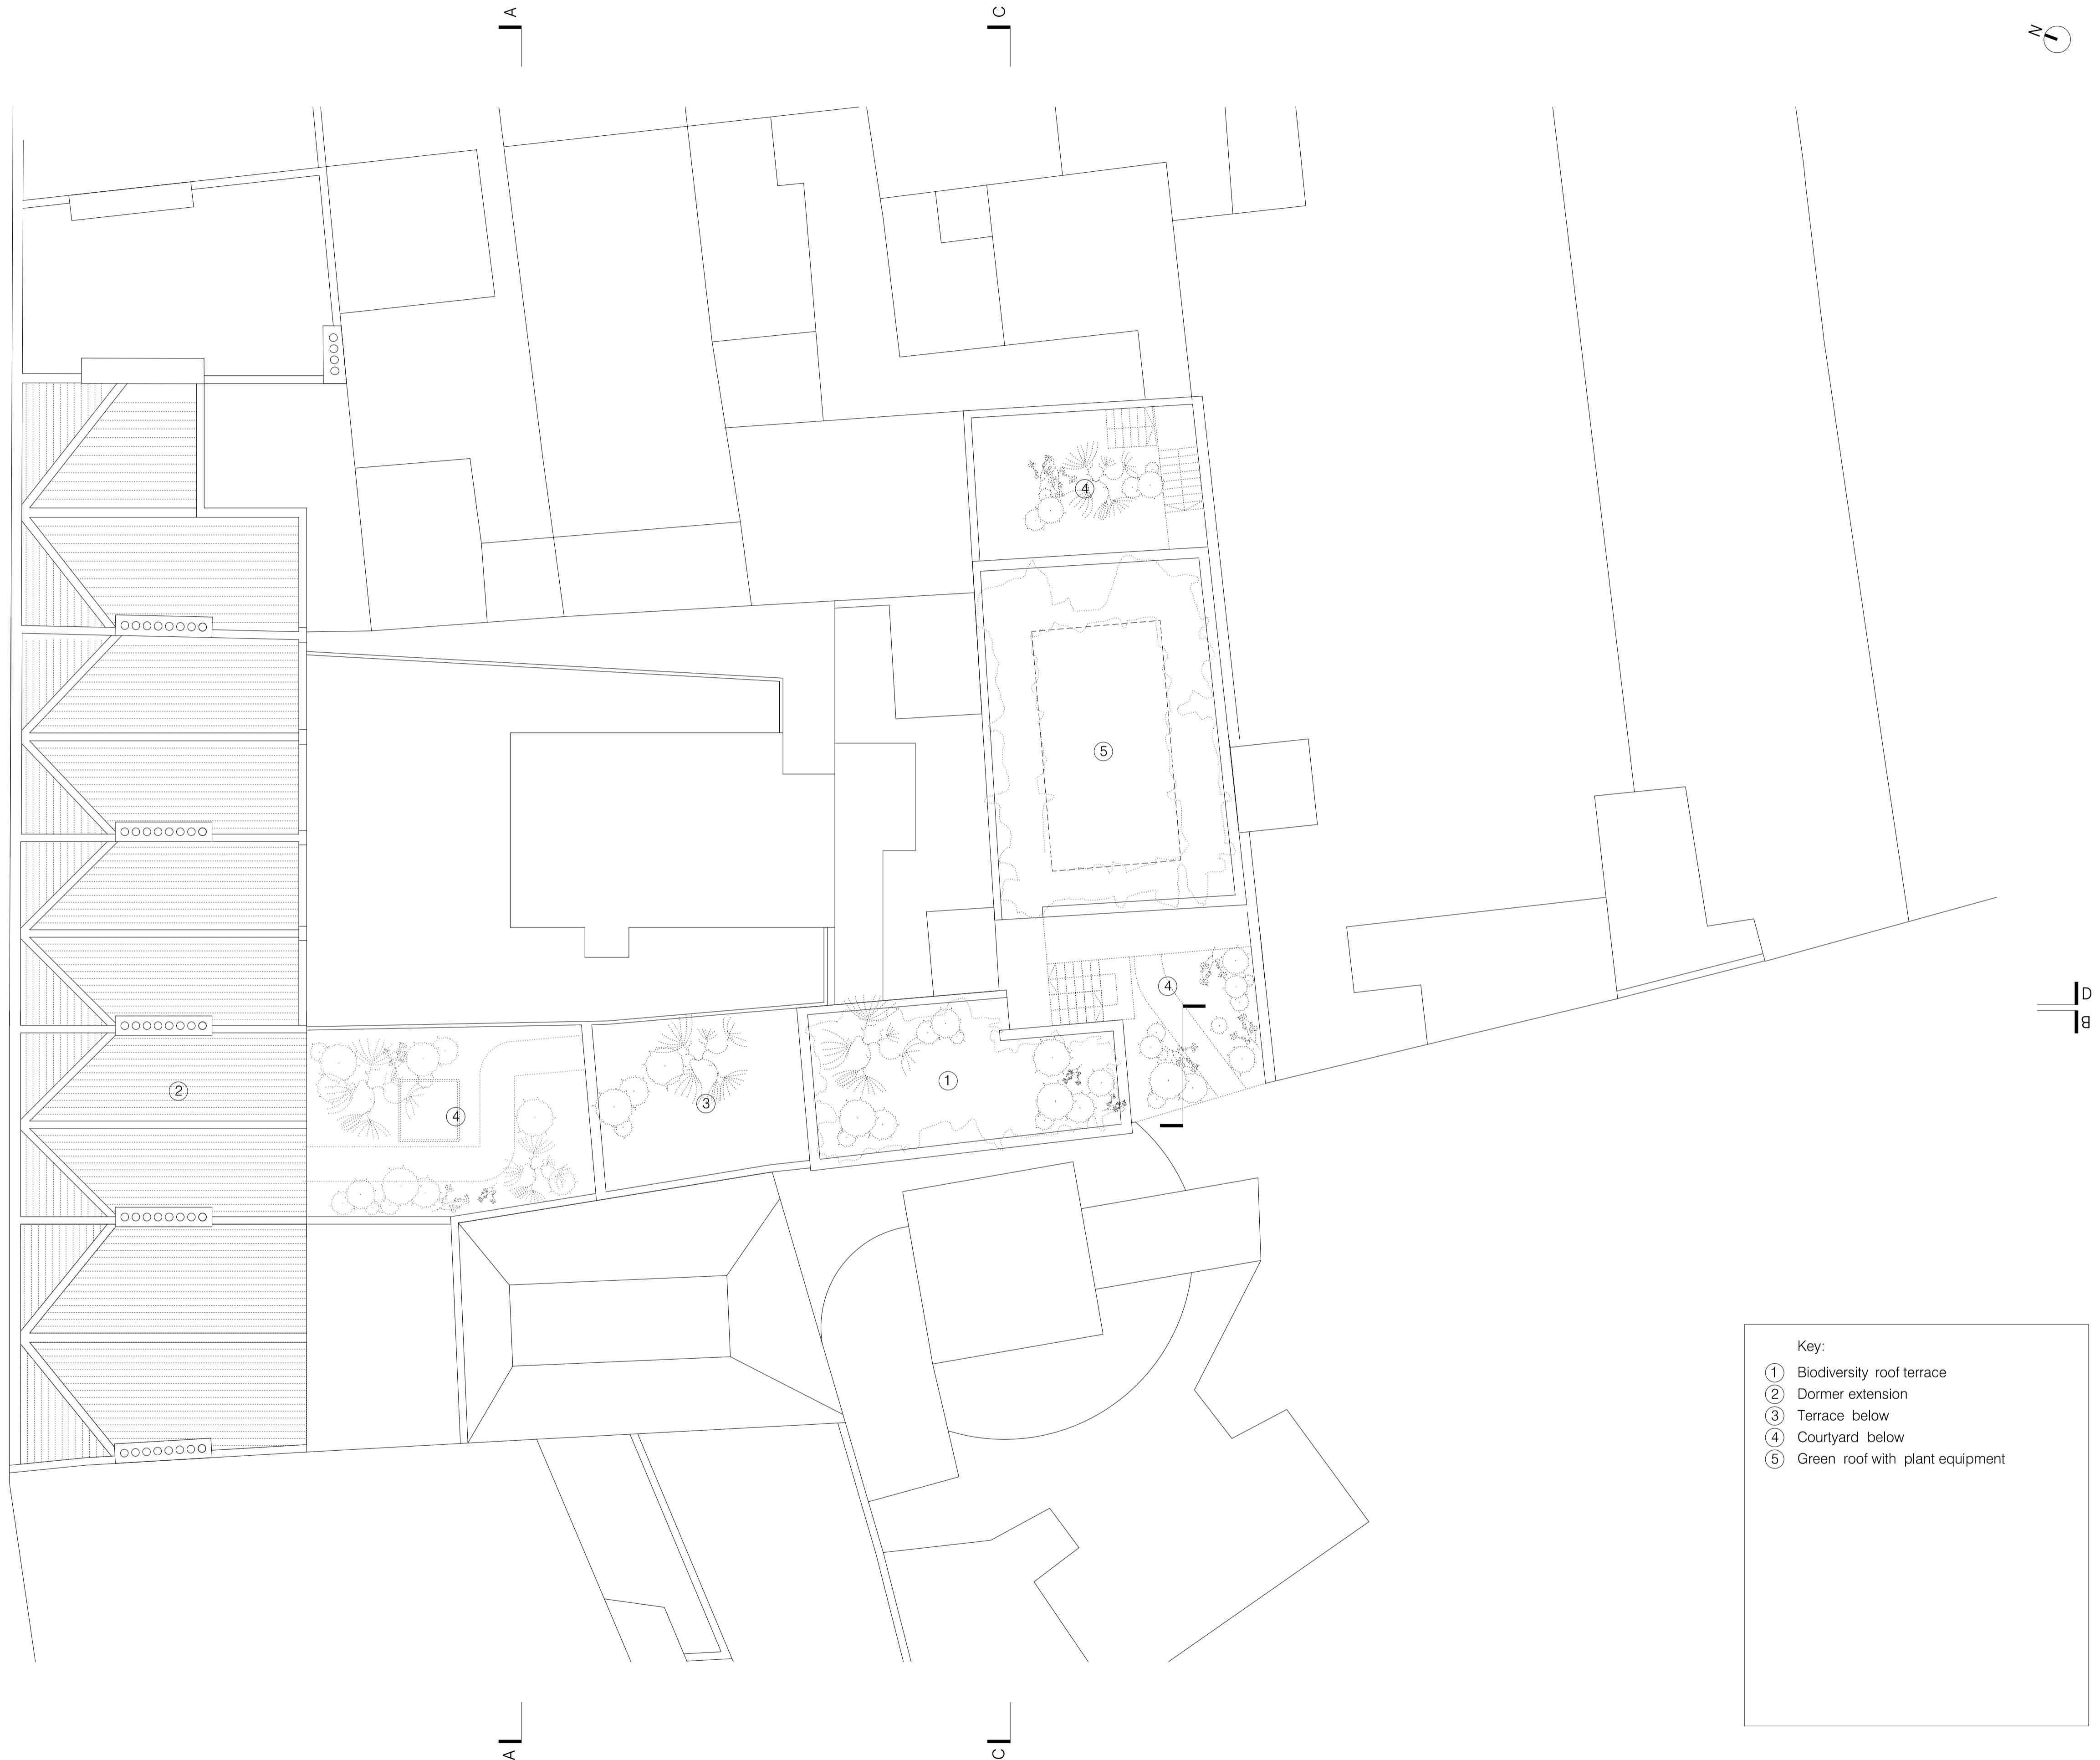 A
C
N
4
5
4
D
B
1
2
3
4
Key:
1 Biodiversity roof terrace
2 Dormer extension
3 Terrace below
4 Courtyard below
5 Green roof with plant equipment
A
C